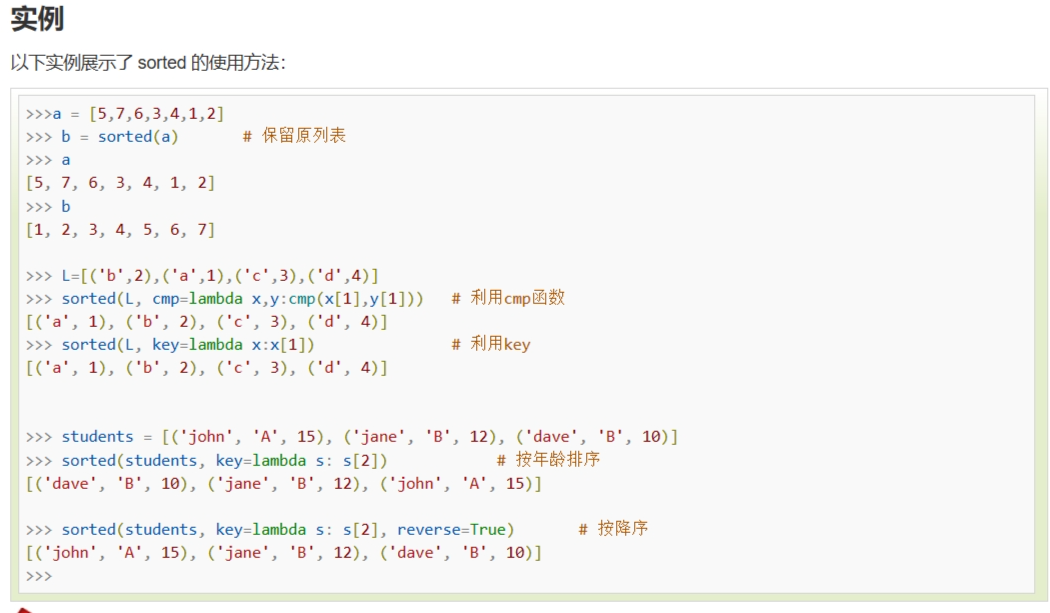 实例
以下实例展示了 sorted 的使用方法：
>>>a = [5,7,6,3,4,1,2]
>>> b = sorted(a)       # 保留原列表
>>> a
[5, 7, 6, 3, 4, 1, 2]
>>> b
[1, 2, 3, 4, 5, 6, 7]
>>> L=[('b',2),('a',1),('c',3),('d',4)]
>>> sorted(L, cmp=lambda x,y:cmp(x[1],y[1]))   # 利用cmp函数
[('a', 1), ('b', 2), ('c', 3), ('d', 4)]
>>> sorted(L, key=lambda x:x[1])               # 利用key
[('a', 1), ('b', 2), ('c', 3), ('d', 4)]
>>> students = [('john', 'A', 15), ('jane', 'B', 12), ('dave', 'B', 10)]
>>> sorted(students, key=lambda s: s[2])            # 按年龄排序
[('dave', 'B', 10), ('jane', 'B', 12), ('john', 'A', 15)]
>>> sorted(students, key=lambda s: s[2], reverse=True)       # 按降序
[('john', 'A', 15), ('jane', 'B', 12), ('dave', 'B', 10)]
>>>